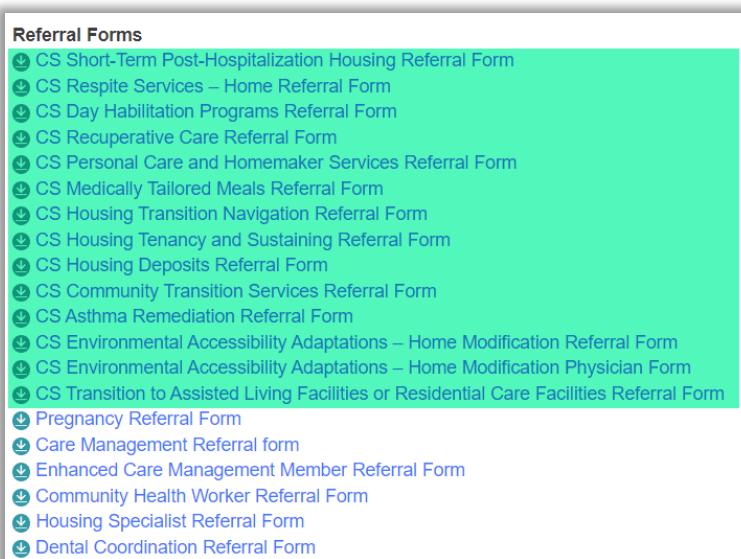 Referral Forms
CS Short-Term Post-Hospitalization Housing Referral Form
CS Respite Services – Home Referral Form
CS Day Habilitation Programs Referral Form
CS Recuperative Care Referral Form
CS Personal Care and Homemaker Services Referral Form
CS Medically Tailored Meals Referral Form
CS Housing Transition Navigation Referral Form
CS Housing Tenancy and Sustaining Referral Form
CS Housing Deposits Referral Form
CS Community Transition Services Referral Form
CS Asthma Remediation Referral Form
CS Environmental Accessibility Adaptations – Home Modification Referral Form
CS Environmental Accessibility Adaptations – Home Modification Physician Form
CS Transition to Assisted Living Facilities or Residential Care Facilities Referral Form
Pregnancy Referral Form
Care Management Referral form
Enhanced Care Management Member Referral Form
Community Health Worker Referral Form
Housing Specialist Referral Form
Dental Coordination Referral Form